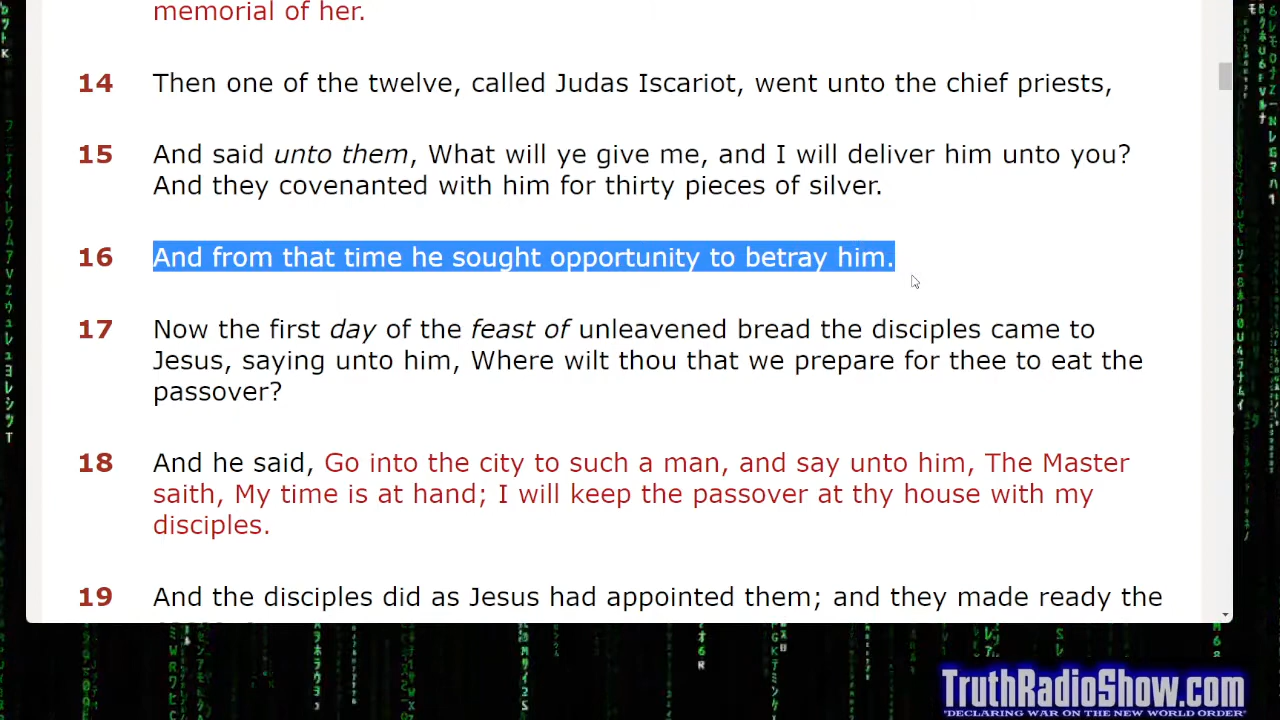 memorial of her.
14 Then one of the twelve, called Judas Iscariot, went unto the chief priests,
15 And said unto them, What will ye give me, and I will deliver him unto you?
And they covenanted with him for thirty pieces of silver.
16 And from that time he sought opportunity to betray him.
17 Now the first day of the feast of unleavened bread the disciples came to
Jesus, saying unto him, Where wilt thou that we prepare for thee to eat the
passover?
18 And he said, Go into the city to such a man, and say unto him, The Master
saith, My time is at hand; I will keep the passover at thy house with my
disciples.
19 And the disciples did as Jesus had appointed them; and they made ready the
TruthRadioShow.com
"DECLARING WAR ON THE NEW WORLD ORDER"